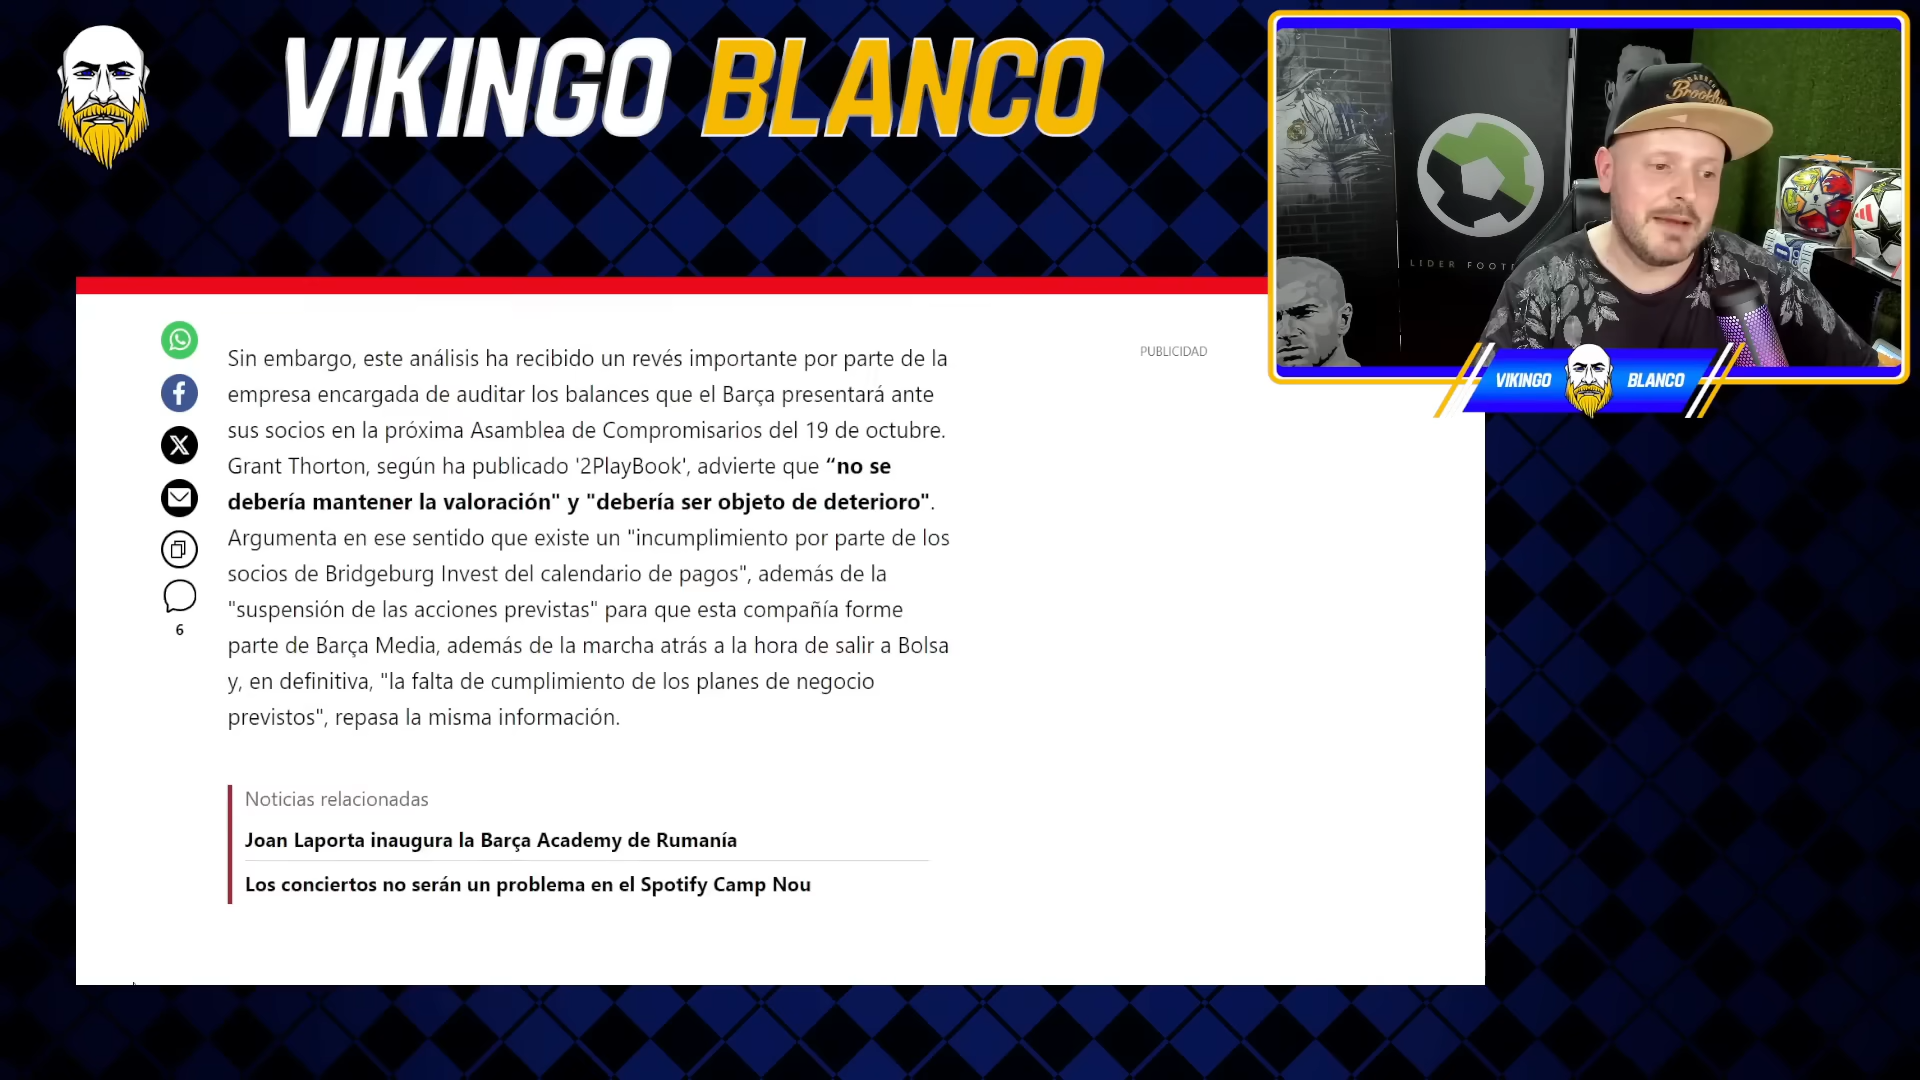 VIKINGO BLANCO
Brooklyn
LIDER FOOT
VIKINGO BLANCO
PUBLICIDAD
Sin embargo, este análisis ha recibido un revés importante por parte de la
empresa encargada de auditar los balances que el Barça presentará ante
sus socios en la próxima Asamblea de Compromisarios del 19 de octubre.
Grant Thorton, según ha publicado '2PlayBook', advierte que “no se
debería mantener la valoración" y "debería ser objeto de deterioro".
Argumenta en ese sentido que existe un "incumplimiento por parte de los
socios de Bridgeburg Invest del calendario de pagos", además de la
"suspensión de las acciones previstas" para que esta compañía forme
parte de Barça Media, además de la marcha atrás a la hora de salir a Bolsa
y, en definitiva, "la falta de cumplimiento de los planes de negocio
previstos", repasa la misma información.
6
Noticias relacionadas
Joan Laporta inaugura la Barça Academy de Rumanía
Los conciertos no serán un problema en el Spotify Camp Nou